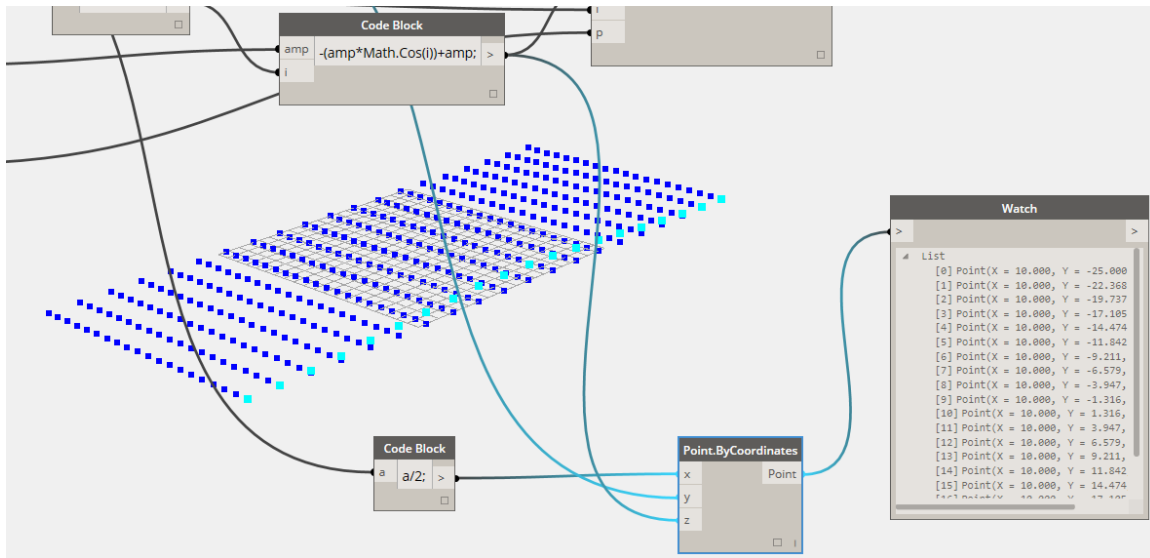 Code Block
i
p
amp
-(amp*Math.Cos(i))+amp;
>
i
Watch
>
>
List
[0] Point(X = 10.000, Y = -25.000
[1] Point(X = 10.000, Y = -22.368
[2] Point(X = 10.000, Y = -19.737
[3] Point(X = 10.000, Y = -17.105
[4] Point(X = 10.000, Y = -14.474
[5] Point(X = 10.000, Y = -11.842
[6] Point(X = 10.000, Y = -9.211,
[7] Point(X = 10.000, Y = -6.579,
[8] Point(X = 10.000, Y = -3.947,
[9] Point(X = 10.000, Y = -1.316,
[10] Point(X = 10.000, Y = 1.316,
[11] Point(X = 10.000, Y = 3.947,
[12] Point(X = 10.000, Y = 6.579,
[13] Point(X = 10.000, Y = 9.211,
[14] Point(X = 10.000, Y = 11.842
[15] Point(X = 10.000, Y = 14.474
Code Block
a
a/2;
>
Point.ByCoordinates
x
Point
y
z